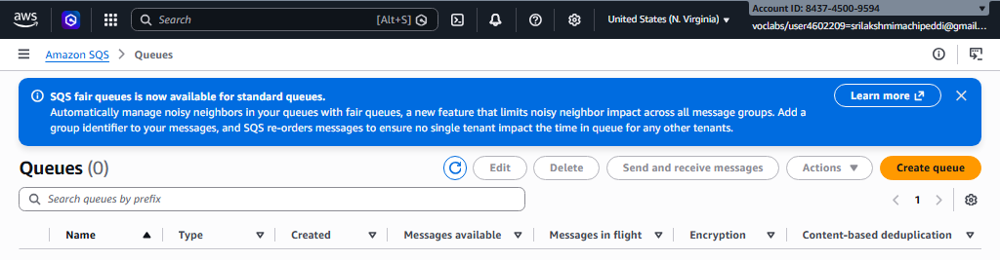 aws
Search
[Alt+S]
United States (N. Virginia)
Account ID: 8437-4500-9594
voclabs/user4602209=srilakshmimachipeddi@gmail...
Amazon SQS > Queues
SQS fair queues is now available for standard queues.
Automatically manage noisy neighbors in your queues with fair queues, a new feature that limits noisy neighbor impact across all message groups. Add a
group identifier to your messages, and SQS re-orders messages to ensure no single tenant impact the time in queue for any other tenants.
Learn more
Queues (0)
Edit
Delete
Send and receive messages
Actions
Create queue
Search queues by prefix
1
Name
Type
Created
Messages available
Messages in flight
Encryption
Content-based deduplication